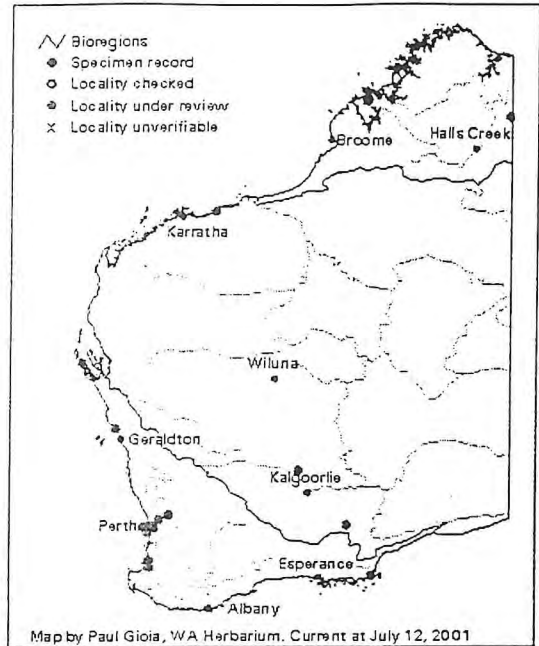 Bioregions
Specimen record
Locality checked
Locality under review
Locality unverifiable
Broome
Halls Creek
Karratha
Wiluna
Geraldton
Kalgoorlie
Perth
Esperance
Albany
Map by Paul Gioia, WA Herbarium. Current at July 12, 2001